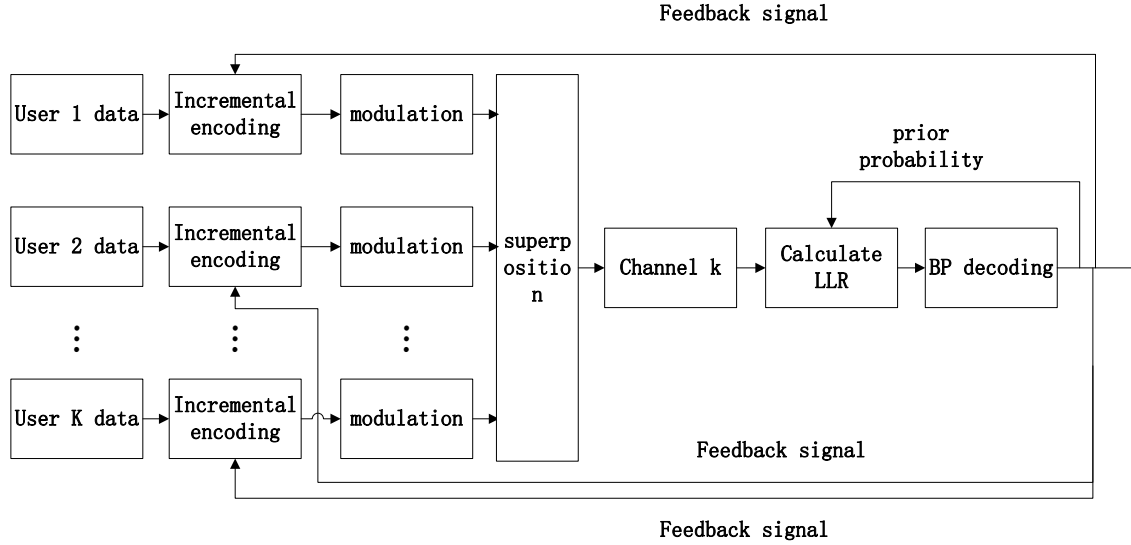 Feedback signal
User 1 data
Incremental
encoding
modulation
prior
probability
User 2 data
Incremental
encoding
modulation
superp
ositio
n
Channel k
Calculate
LLR
BP decoding
User K data
Incremental
encoding
modulation
Feedback signal
Feedback signal